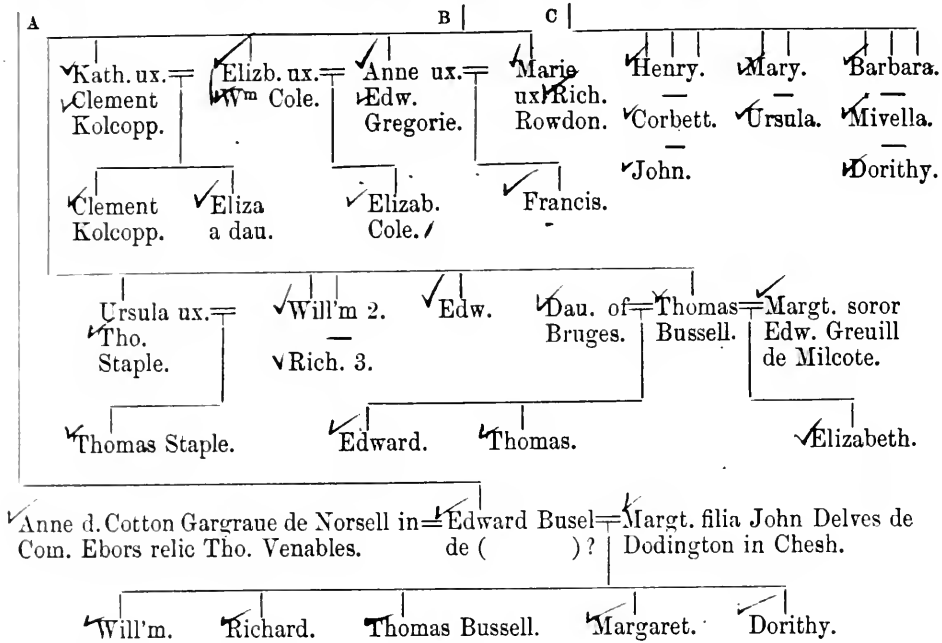 A B C
Kath. ux. Elizb. ux. Anne ux. Marie Henry. Mary. Barbara.
Clement Wm Cole. Edw. ux. Rich. — — —
Kolcopp. Gregorie. Rowdon. Corbett. Ursula. Mivella.
— —
John. Dorithy.
Clement Eliza Elizab. Francis.
Kolcopp. a dau. Cole.
Ursula ux. Will'm 2. Edw. Dau. of Thomas Margt. soror
Tho. — Bruges. Bussell. Edw. Greuill
Staple. Rich. 3. de Milcote.
Thomas Staple. Edward. Thomas. Elizabeth.
Anne d. Cotton Gargraue de Norsell in Edward Busel Margt. filia John Delves de
Com. Ebors relic Tho. Venables. de ( )? Dodington in Chesh.
Will'm. Richard. Thomas Bussell. Margaret. Dorithy.